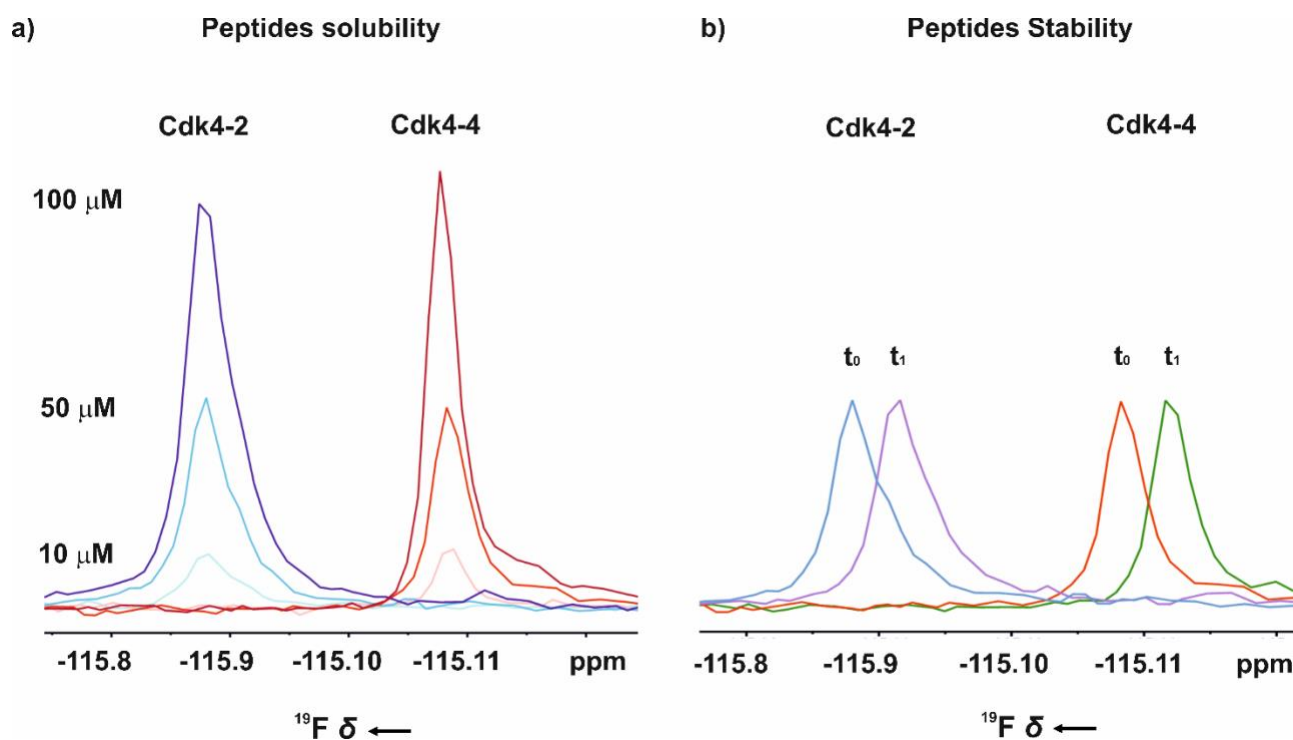 a) Peptides solubility
Cdk4-2 Cdk4-4
100 μM
50 μM
10 μM
-115.8 -115.9 -115.10 -115.11 ppm
¹⁹F δ ←
b) Peptides Stability
Cdk4-2 Cdk4-4
t₀ t₁ t₀ t₁
-115.8 -115.9 -115.10 -115.11 ppm
¹⁹F δ ←